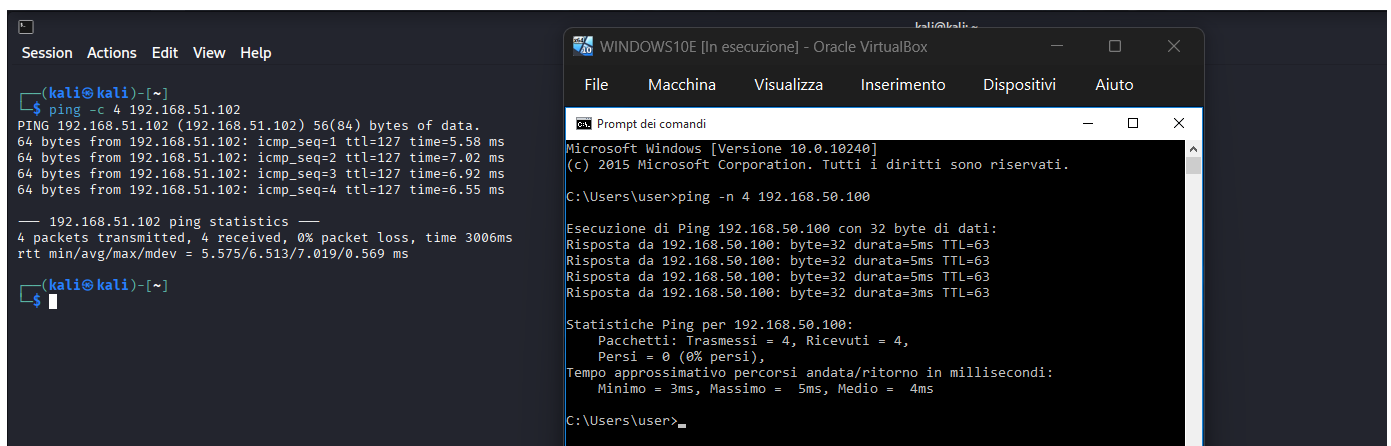 kali@kali: ~
Session Actions Edit View Help
┌──(kali㉿kali)-[~]
└─$ ping -c 4 192.168.51.102
PING 192.168.51.102 (192.168.51.102) 56(84) bytes of data.
64 bytes from 192.168.51.102: icmp_seq=1 ttl=127 time=5.58 ms
64 bytes from 192.168.51.102: icmp_seq=2 ttl=127 time=7.02 ms
64 bytes from 192.168.51.102: icmp_seq=3 ttl=127 time=6.92 ms
64 bytes from 192.168.51.102: icmp_seq=4 ttl=127 time=6.55 ms
--- 192.168.51.102 ping statistics ---
4 packets transmitted, 4 received, 0% packet loss, time 3006ms
rtt min/avg/max/mdev = 5.575/6.513/7.019/0.569 ms
┌──(kali㉿kali)-[~]
└─$
WINDOWS10E [In esecuzione] - Oracle VirtualBox
File Macchina Visualizza Inserimento Dispositivi Aiuto
Prompt dei comandi
Microsoft Windows [Versione 10.0.10240]
(c) 2015 Microsoft Corporation. Tutti i diritti sono riservati.
C:\Users\user>ping -n 4 192.168.50.100
Esecuzione di Ping 192.168.50.100 con 32 byte di dati:
Risposta da 192.168.50.100: byte=32 durata=5ms TTL=63
Risposta da 192.168.50.100: byte=32 durata=5ms TTL=63
Risposta da 192.168.50.100: byte=32 durata=5ms TTL=63
Risposta da 192.168.50.100: byte=32 durata=3ms TTL=63
Statistiche Ping per 192.168.50.100:
Pacchetti: Trasmessi = 4, Ricevuti = 4,
Persi = 0 (0% persi),
Tempo approssimativo percorsi andata/ritorno in millisecondi:
Minimo = 3ms, Massimo =  5ms, Medio =  4ms
C:\Users\user>_